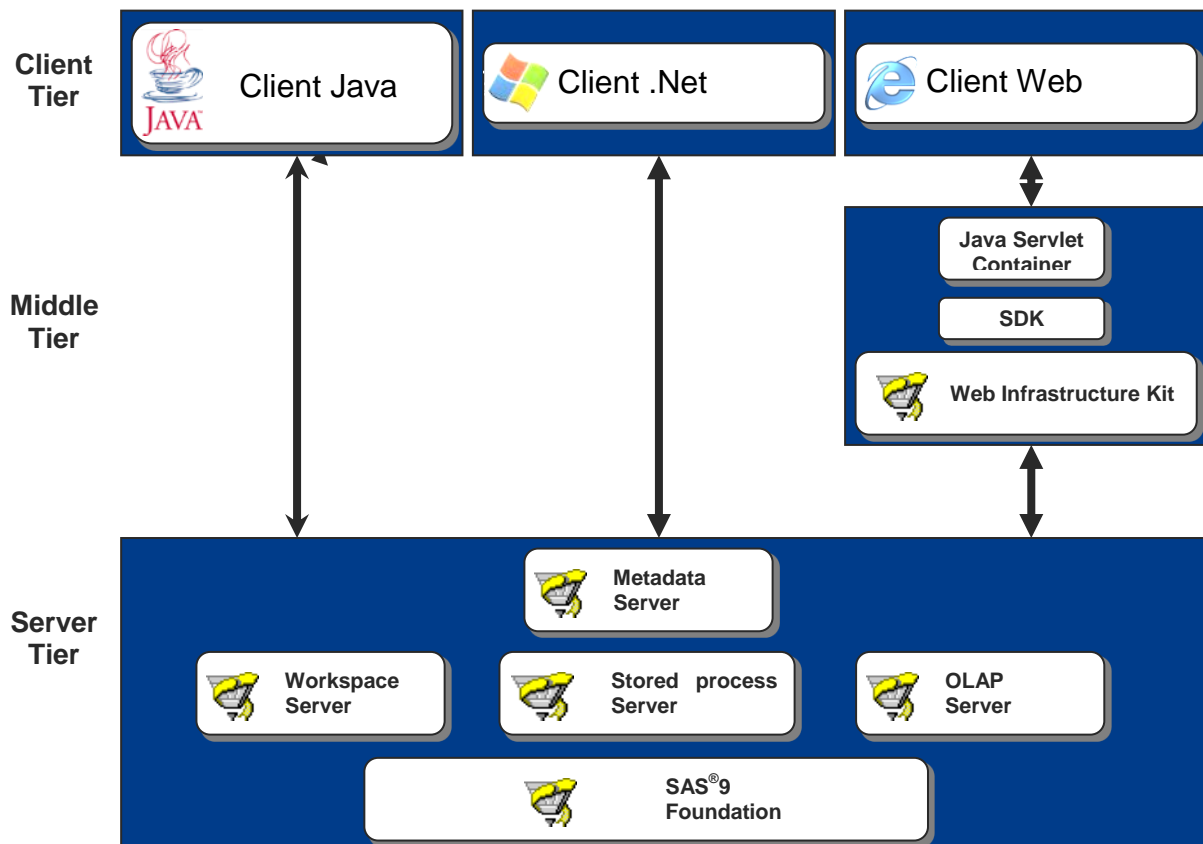 Client
Tier
JAVA™
Client Java
Client .Net
Client Web
Middle
Tier
Java Servlet
Container
SDK
Web Infrastructure Kit
Server
Tier
Metadata
Server
Workspace
Server
Stored process
Server
OLAP
Server
SAS®9
Foundation